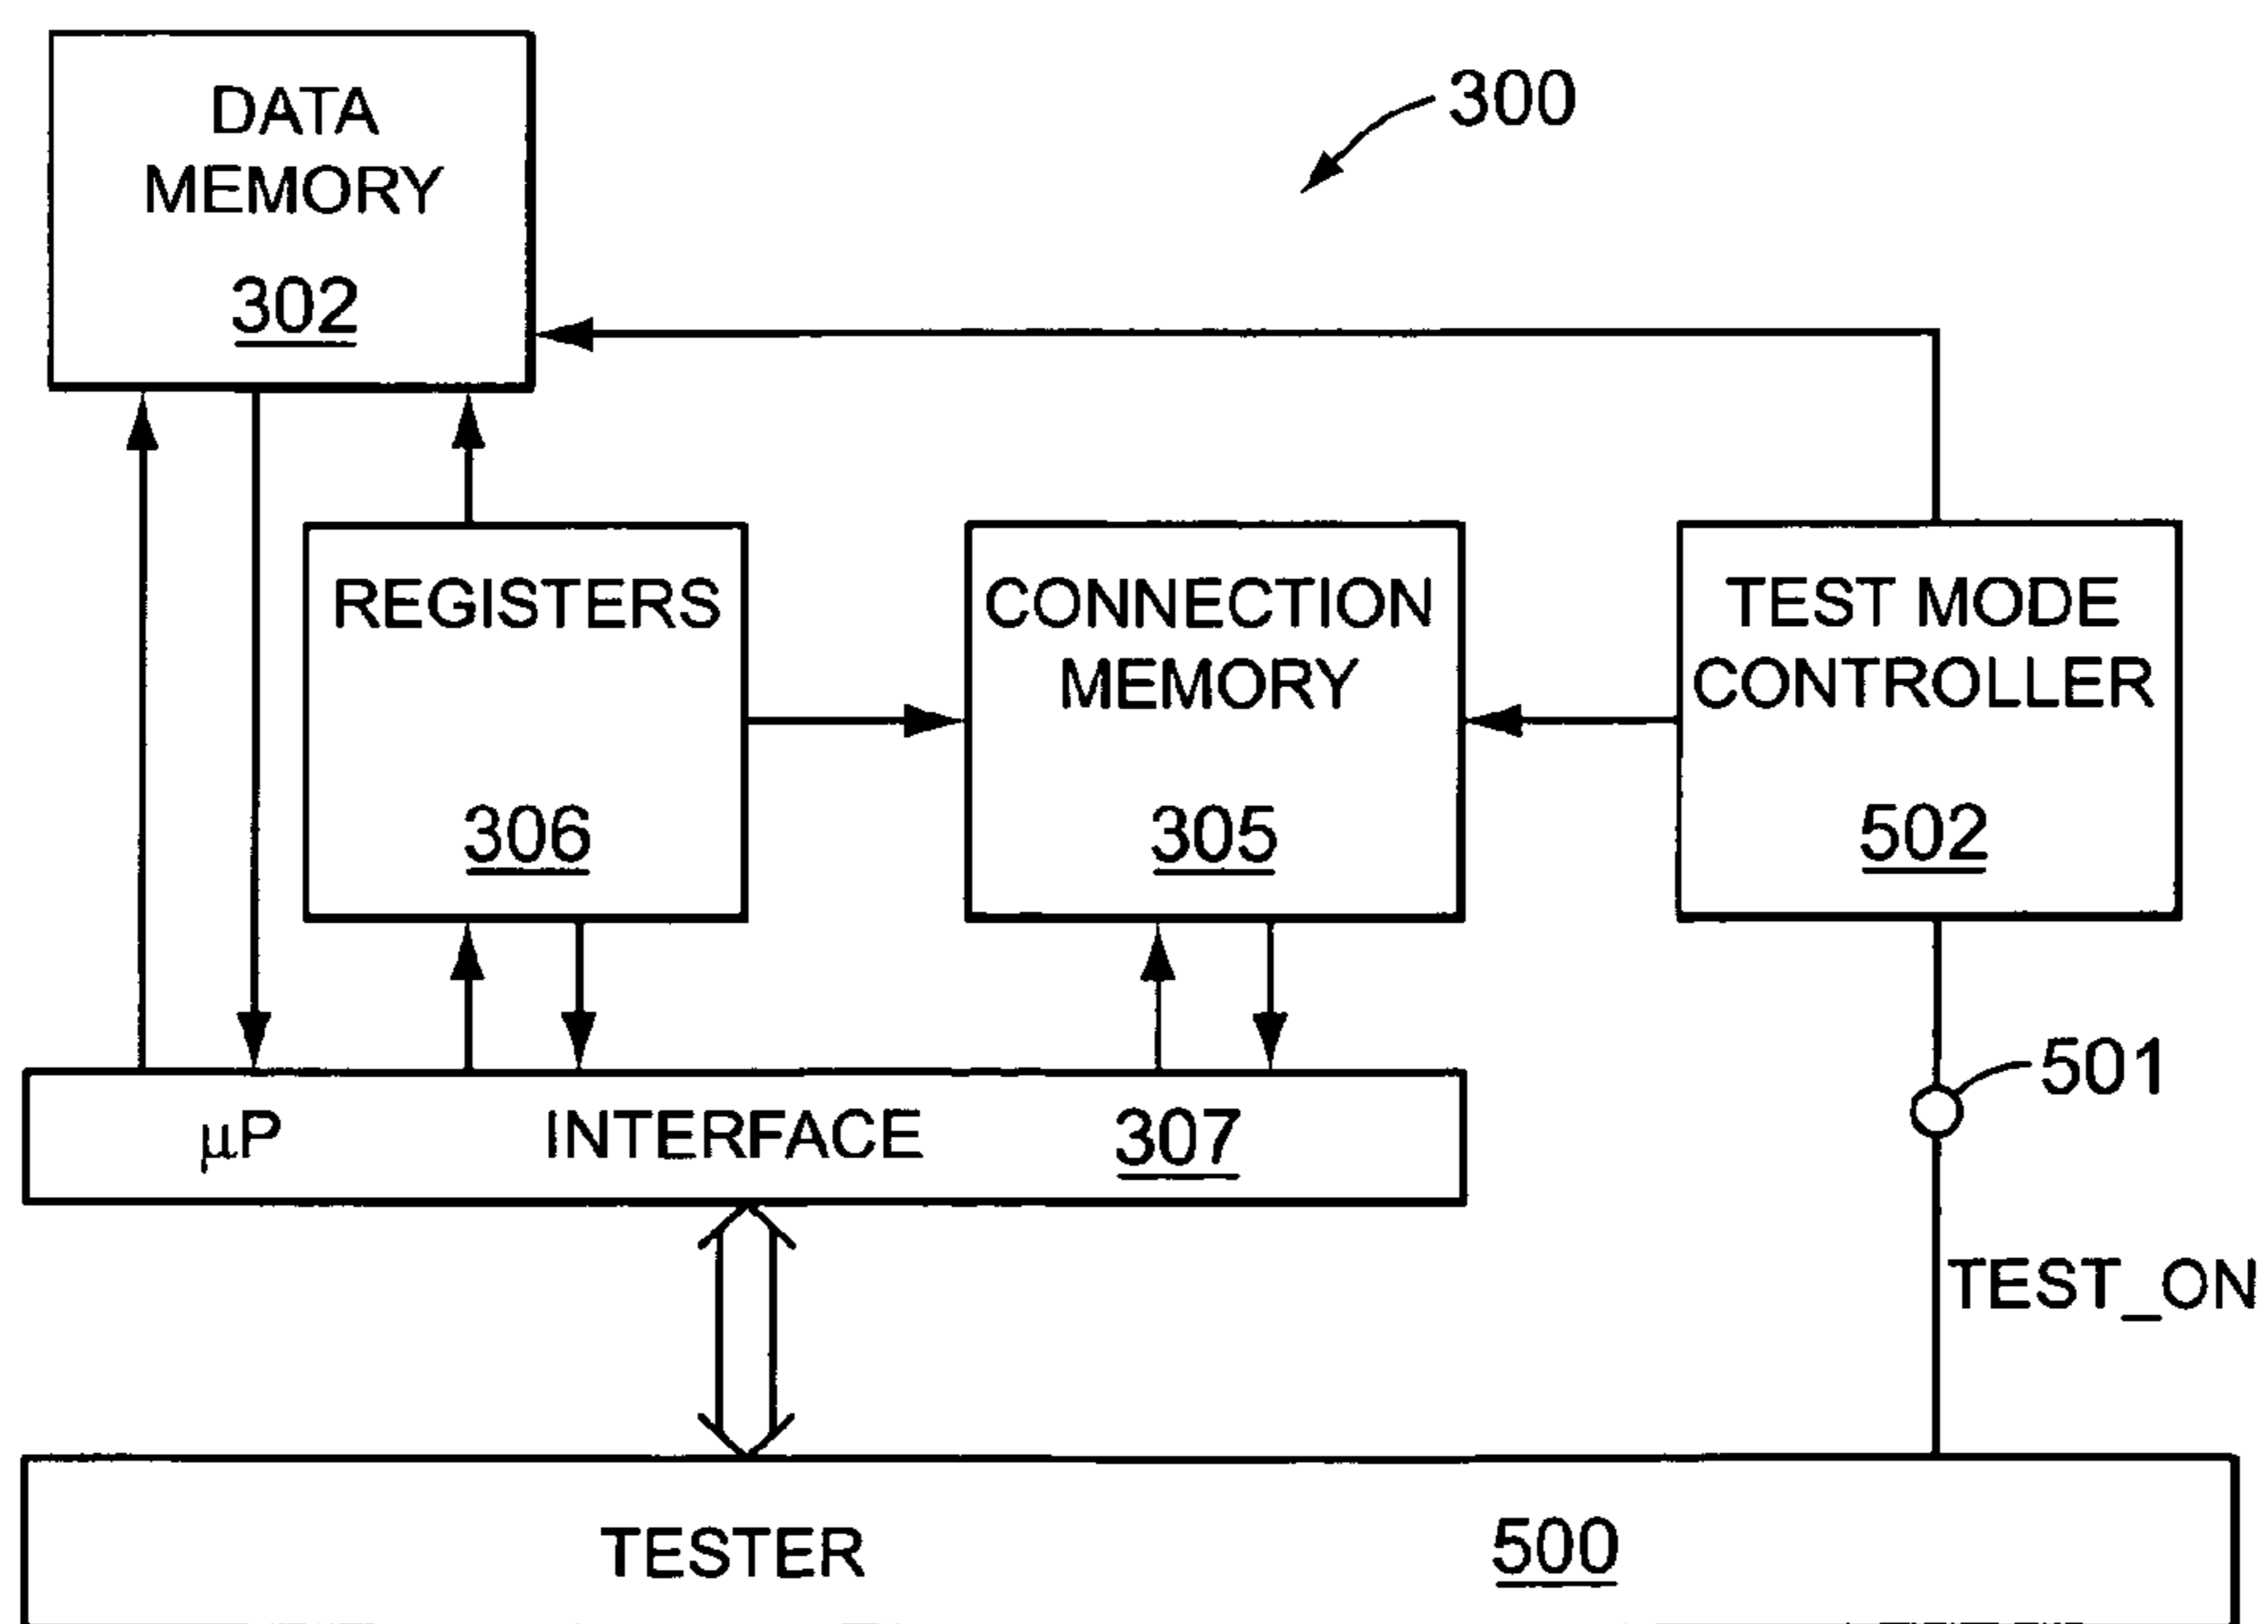 DATA
MEMORY
302
300
REGISTERS
306
CONNECTION
MEMORY
305
TEST MODE
CONTROLLER
502
501
µP INTERFACE 307
TEST_ON
TESTER 500